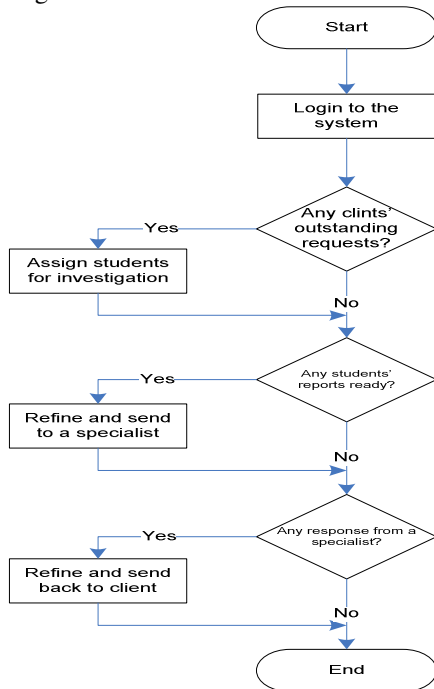 Start
Login to the
system
Any clints'
outstanding
requests?
Yes
Assign students
for investigation
No
Any students'
reports ready?
Yes
Refine and send
to a specialist
No
Any response from a
specialist?
Yes
Refine and send
back to client
No
End